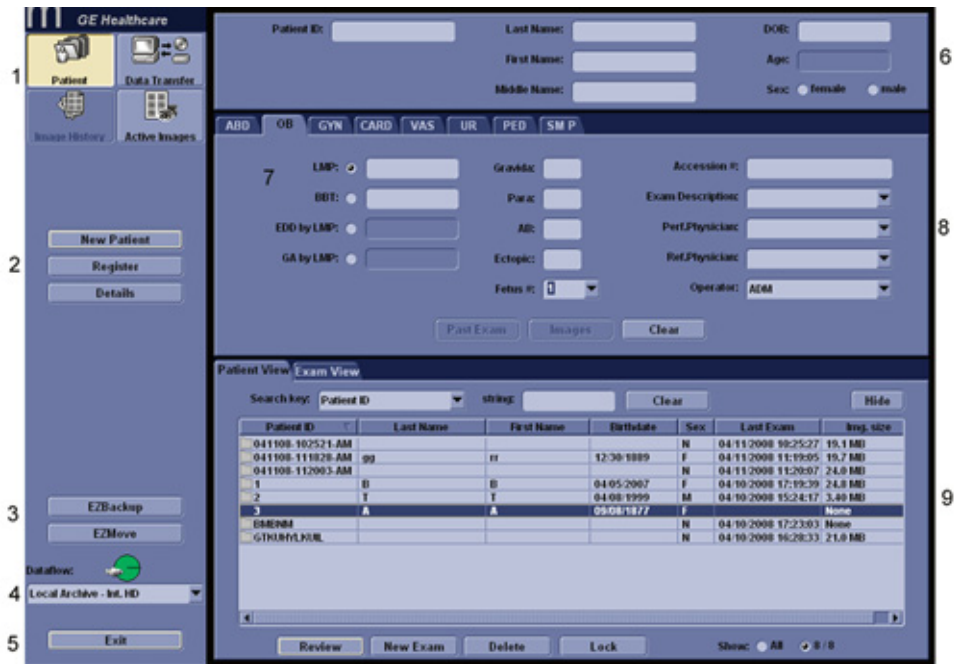 GE Healthcare
1
Patient
Data Transfer
Image History
Active Images
2
New Patient
Register
Details
3
EZBackup
EZMove
Dataflow:
4
Local Archive - Int. HD
5
Exit
Patient ID:
Last Name:
DOB:
First Name:
Age:
6
Middle Name:
Sex: female male
ABD OB GYN CARD VAS UR PED SM P
7
LMP:
Gravida:
Accession #:
BBT:
Para:
Exam Description:
EDD by LMP:
AB:
Perf.Physician:
8
GA by LMP:
Ectopic:
Ref.Physician:
Fetus #:
Operator: ADM
Past Exam Images Clear
Patient View Exam View
Search key: Patient ID string: Clear Hide
Patient ID Last Name First Name Birthdate Sex Last Exam Img. size
041108-102521-AM N 04/11/2008 10:25:27 19.1 MB
041108-111828-AM gg rr 12/30/1889 F 04/11/2008 11:19:05 19.7 MB
041108-112003-AM N 04/11/2008 11:20:07 24.0 MB
1 B B 04/05/2007 F 04/10/2008 17:19:39 24.8 MB
2 T T 04/08/1999 M 04/10/2008 15:24:17 3.40 MB
3 A A 09/08/1877 F None
9
BMBNM N 04/10/2008 17:23:03 None
GTKUHYLKUIL N 04/10/2008 16:28:33 21.0 MB
Review New Exam Delete Lock Show: All 8 / 8